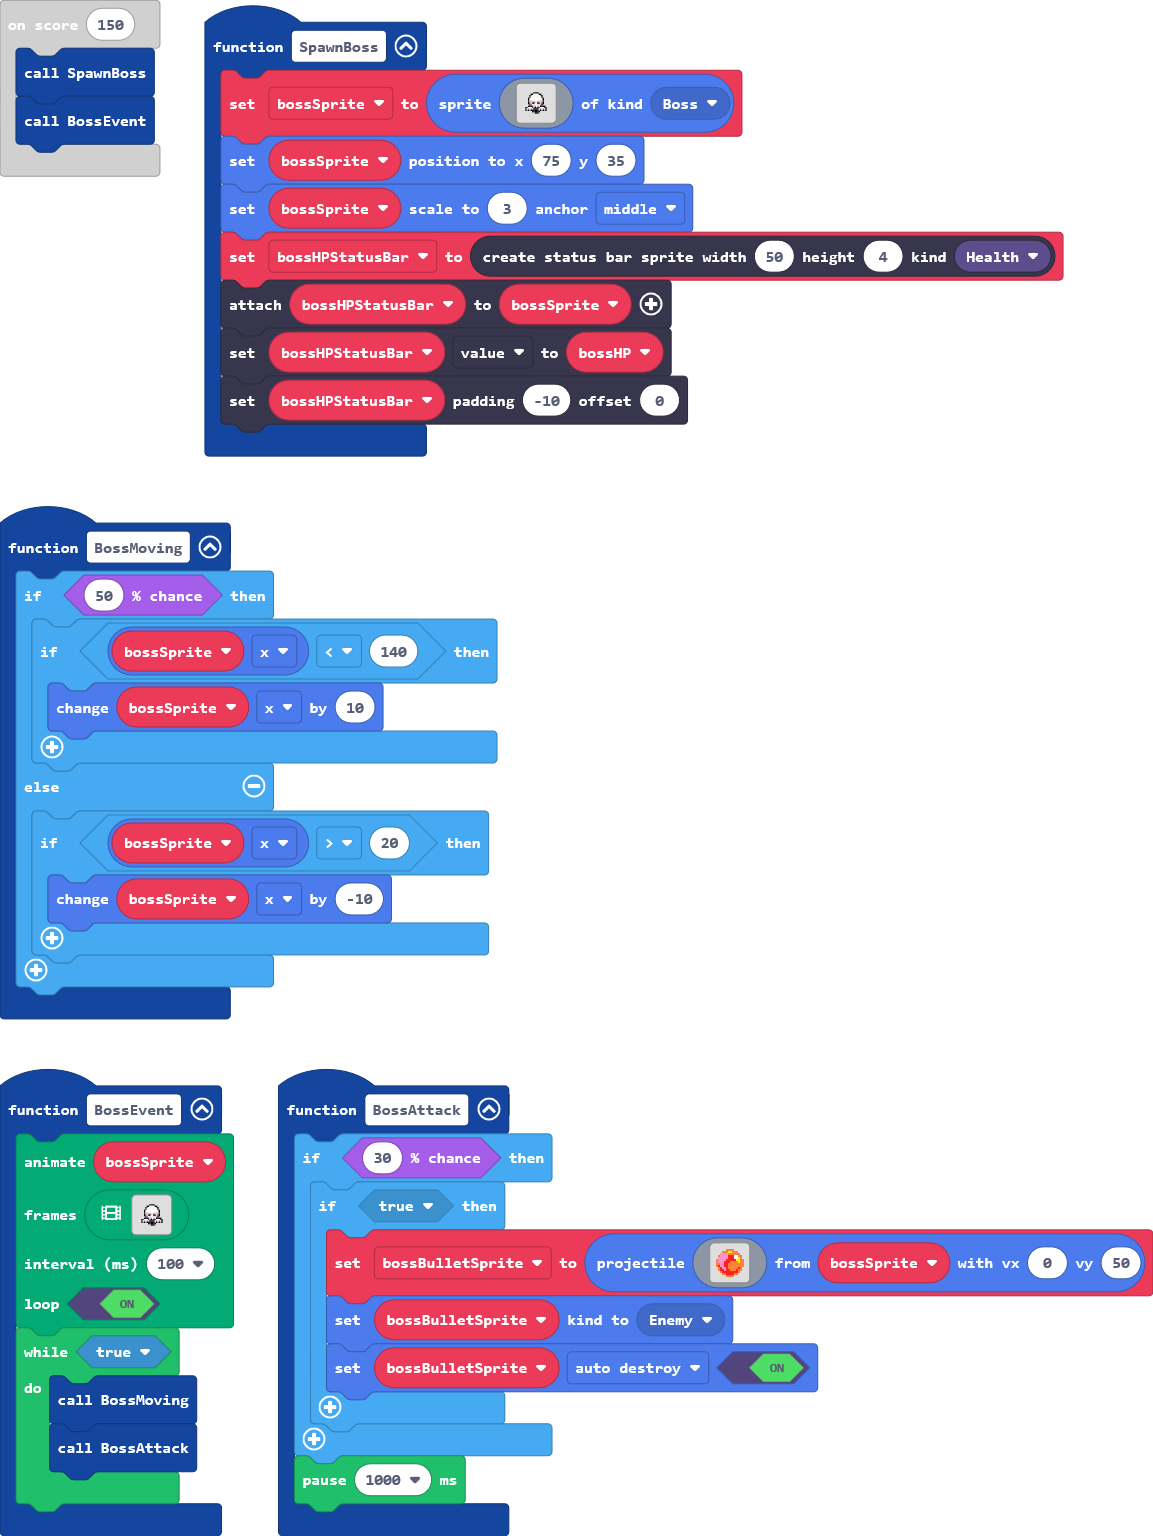 on score 150
call SpawnBoss
call BossEvent
function SpawnBoss
set bossSprite to sprite of kind Boss
set bossSprite position to x 75 y 35
set bossSprite scale to 3 anchor middle
set bossHPStatusBar to create status bar sprite width 50 height 4 kind Health
attach bossHPStatusBar to bossSprite
set bossHPStatusBar value to bossHP
set bossHPStatusBar padding -10 offset 0
function BossMoving
if 50 % chance then
if bossSprite x < 140 then
change bossSprite x by 10
else
if bossSprite x > 20 then
change bossSprite x by -10
function BossEvent
animate bossSprite
frames
interval (ms) 100
loop ON
while true
do
call BossMoving
call BossAttack
function BossAttack
if 30 % chance then
if true then
set bossBulletSprite to projectile from bossSprite with vx 0 vy 50
set bossBulletSprite kind to Enemy
set bossBulletSprite auto destroy ON
pause 1000 ms